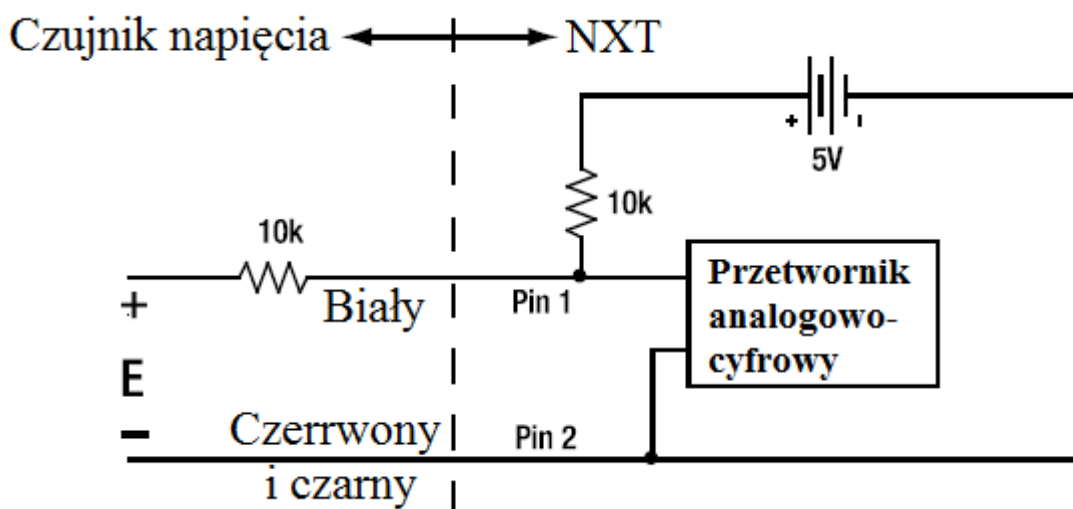 Czujnik napięcia NXT
+ -
5V
10k
10k
+
Biały
Pin 1
Przetwornik
analogowo-
cyfrowy
E
-
Czerrwony
i czarny
Pin 2